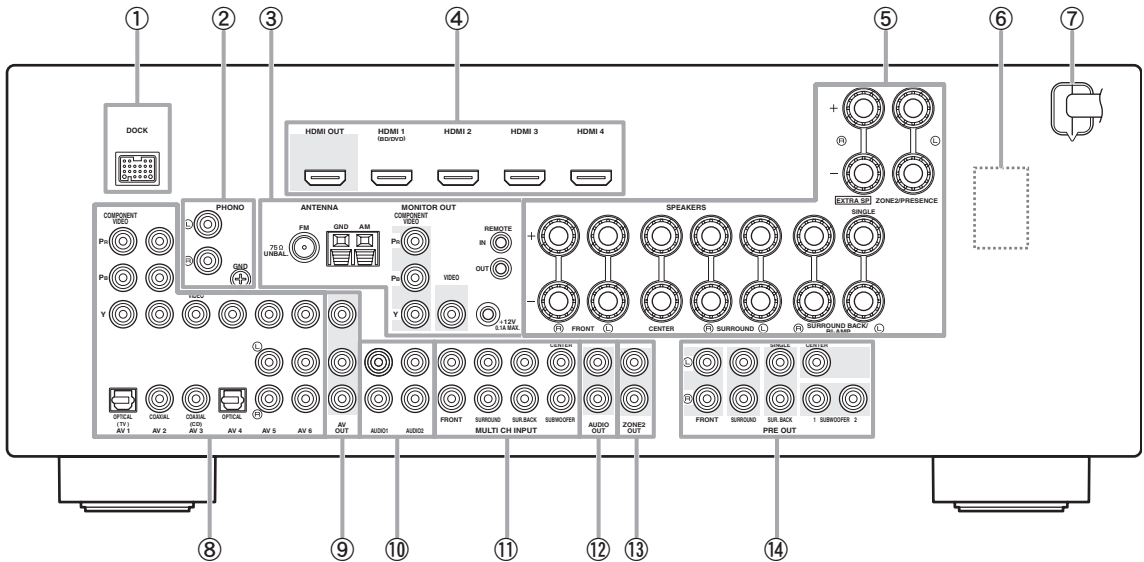 ① ② ③ ④ ⑤ ⑥ ⑦
DOCK
HDMI OUT HDMI 1 HDMI 2 HDMI 3 HDMI 4
(BD/DVD)
+
Ⓡ Ⓛ
–
EXTRA SP ZONE2/PRESENCE
PHONO
Ⓛ
Ⓡ
GND
ANTENNA
FM
75 Ω
UNBAL.
GND AM
MONITOR OUT
COMPONENT
VIDEO
PR
PB
Y
VIDEO
REMOTE
IN
OUT
+12V
0.1A MAX.
SPEAKERS
SINGLE
+
–
Ⓡ FRONT Ⓛ CENTER Ⓡ SURROUND Ⓛ Ⓡ SURROUND BACK/ Ⓛ
BI-AMP
COMPONENT
VIDEO
PR
PB
Y
VIDEO
Ⓛ
Ⓡ
OPTICAL COAXIAL COAXIAL OPTICAL
(TV) (CD)
AV 1 AV 2 AV 3 AV 4 AV 5 AV 6
AV
OUT
AUDIO1 AUDIO2
CENTER
FRONT SURROUND SUR.BACK SUBWOOFER
MULTI CH INPUT
AUDIO
OUT
ZONE2
OUT
SINGLE CENTER
Ⓛ
Ⓡ
FRONT SURROUND SUR. BACK 1 SUBWOOFER 2
PRE OUT
⑧ ⑨ ⑩ ⑪ ⑫ ⑬ ⑭